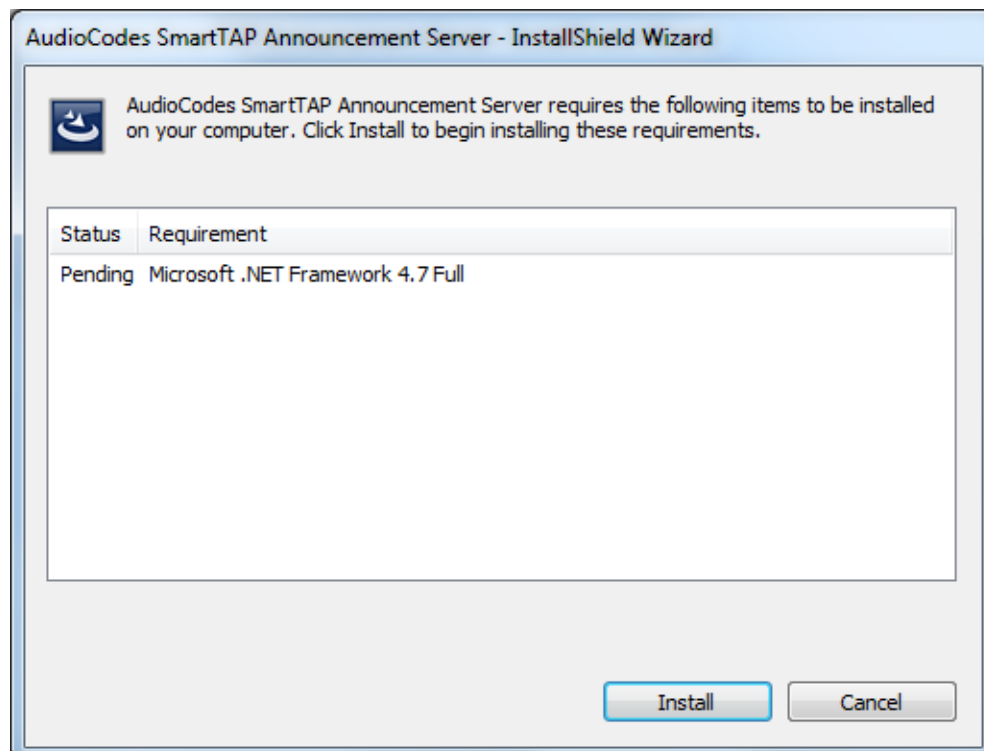 AudioCodes SmartTAP Announcement Server - InstallShield Wizard
AudioCodes SmartTAP Announcement Server requires the following items to be installed
on your computer. Click Install to begin installing these requirements.
Status Requirement
Pending Microsoft .NET Framework 4.7 Full
Install Cancel